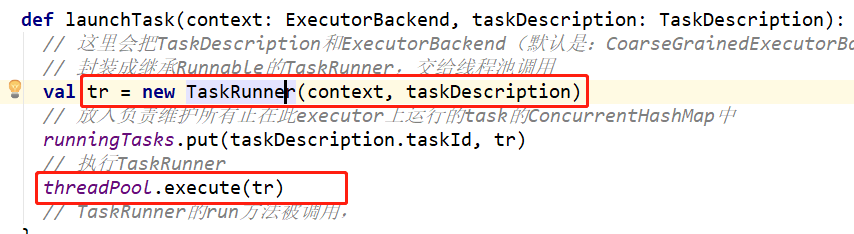 def launchTask(context: ExecutorBackend, taskDescription: TaskDescription):
// 这里会把TaskDescription和ExecutorBackend（默认是：CoarseGrainedExecutorBa
// 封装成继承Runnable的TaskRunner，交给线程池调用
val tr = new TaskRunner(context, taskDescription)
// 放入负责维护所有正在此executor上运行的task的ConcurrentHashMap中
runningTasks.put(taskDescription.taskId, tr)
// 执行TaskRunner
threadPool.execute(tr)
// TaskRunner的run方法被调用，
}